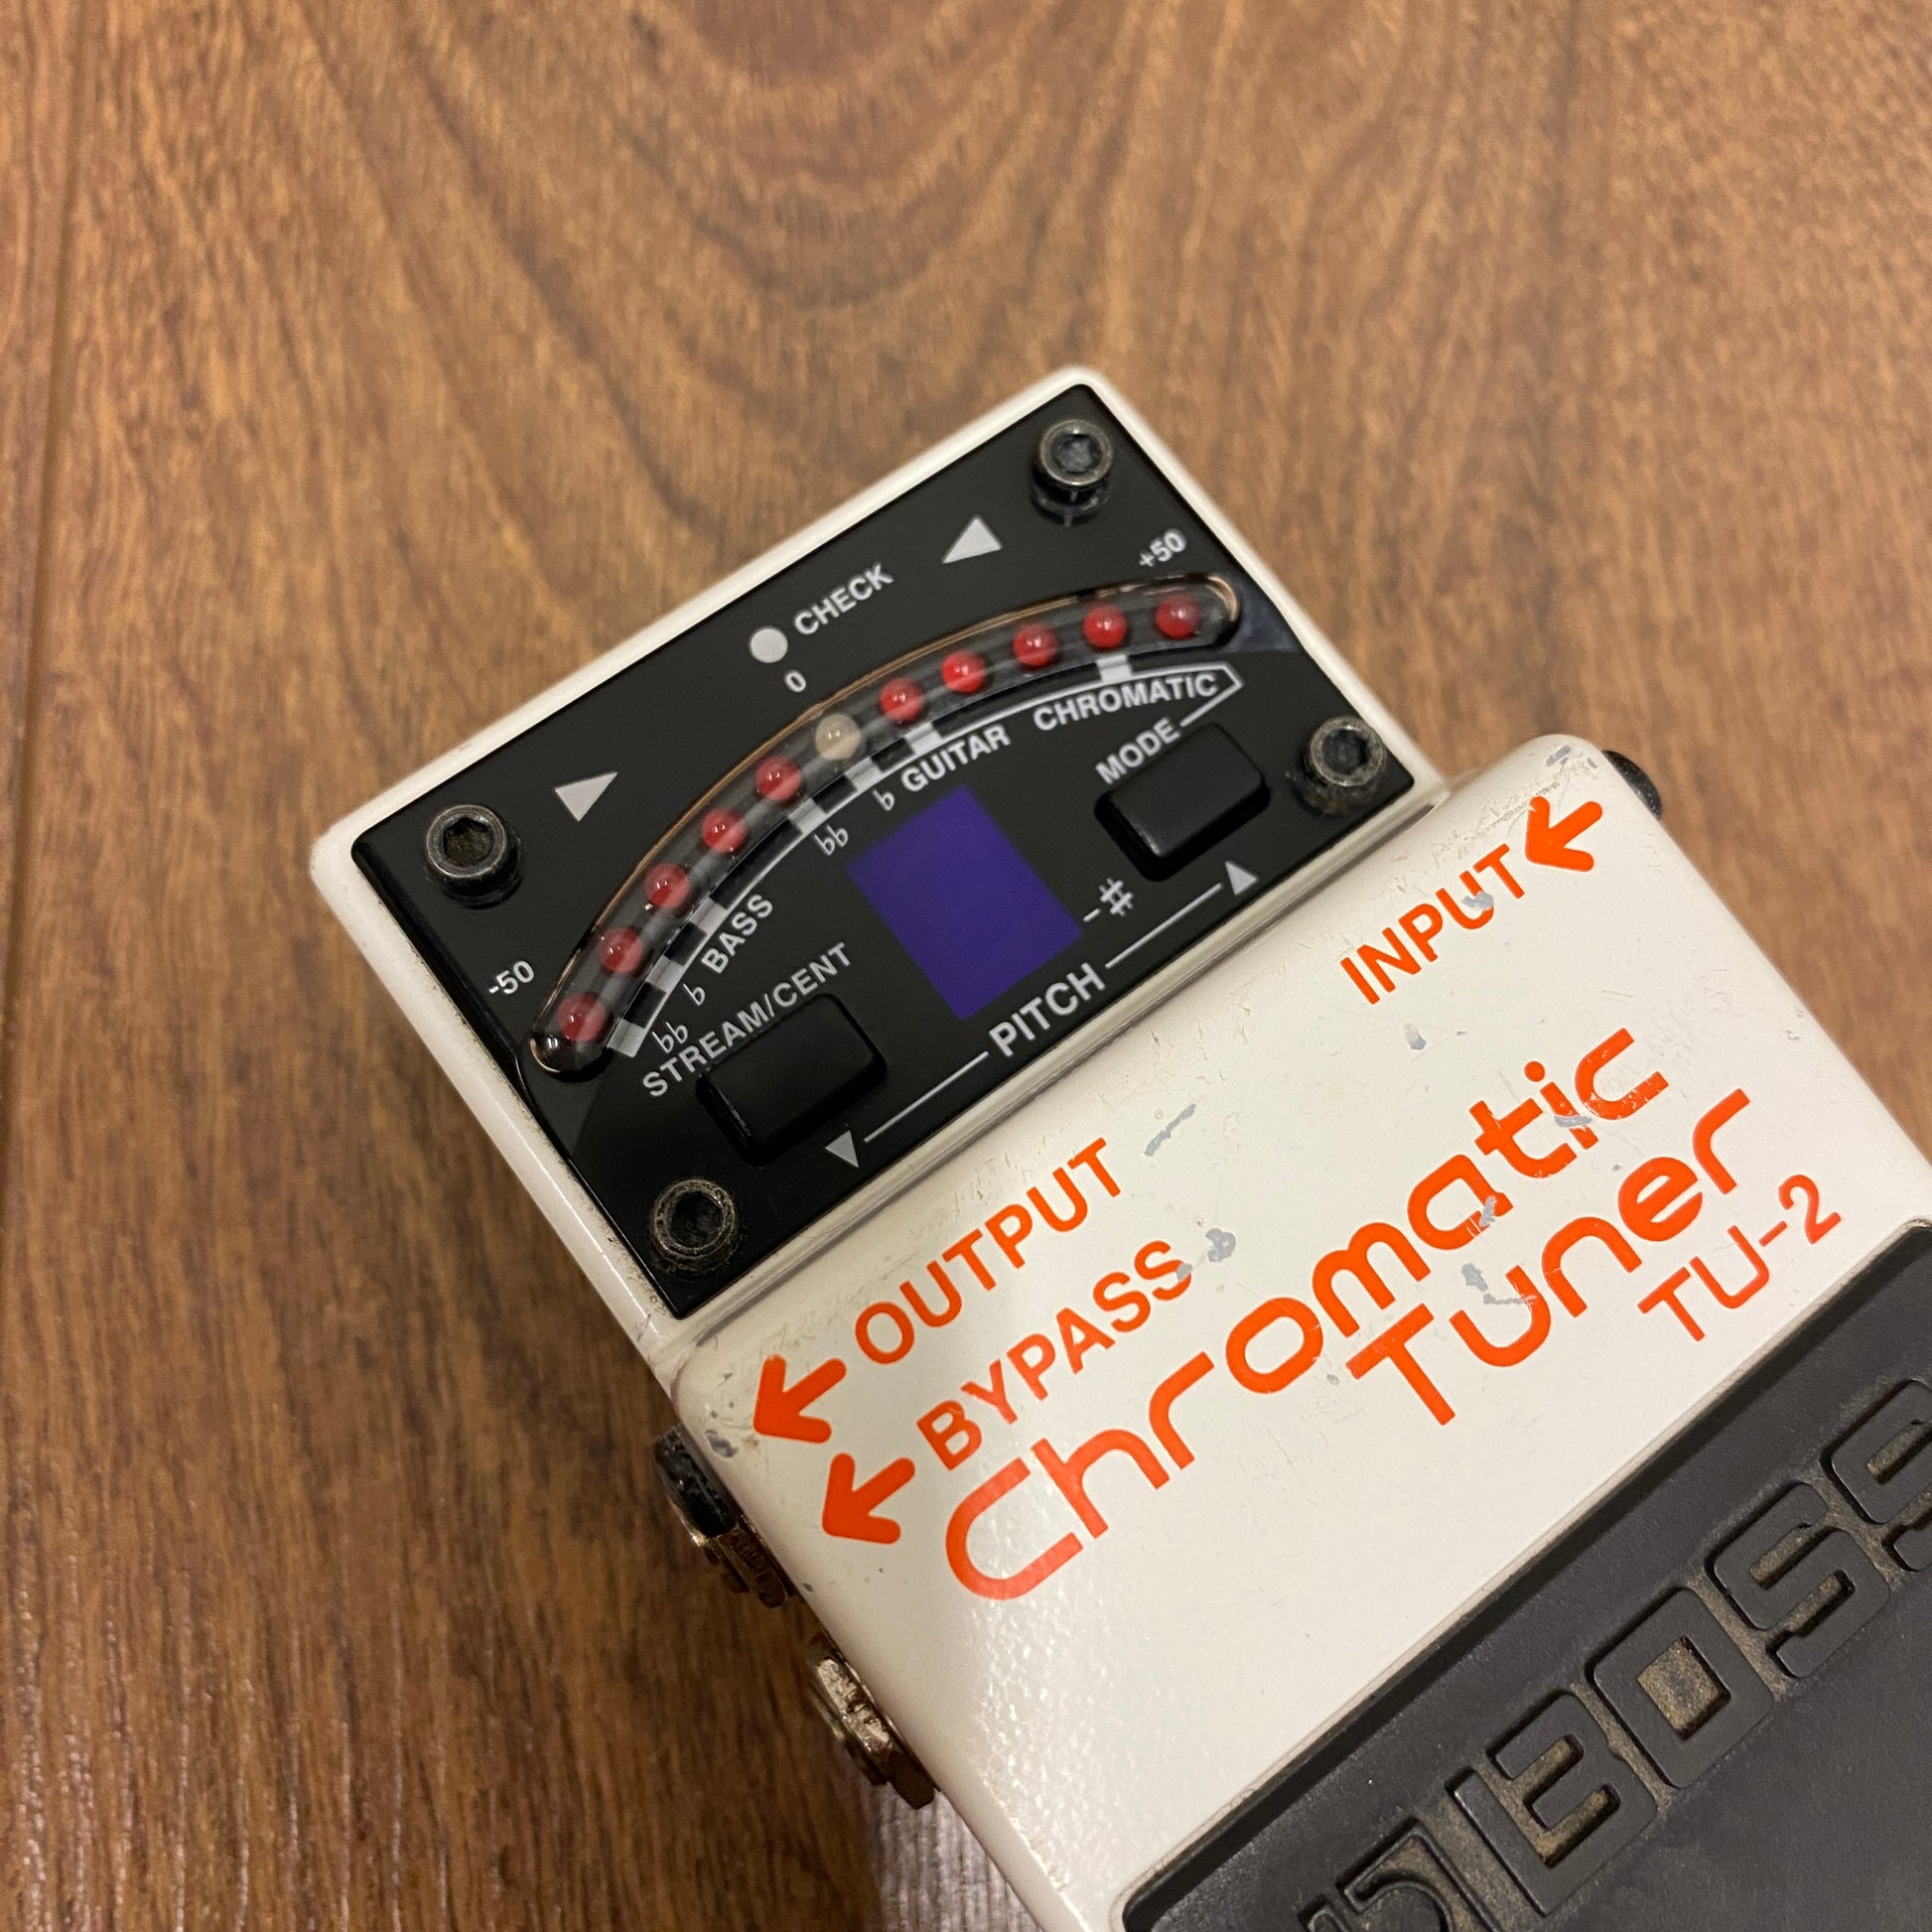 CHECK
0
-50
+50
♭♭ ♭ BASS ♭♭ ♭ GUITAR CHROMATIC
STREAM/CENT
MODE
-#
▼ PITCH ▲
INPUT
OUTPUT
BYPASS
Chromatic
Tuner
TU-2
BOSS